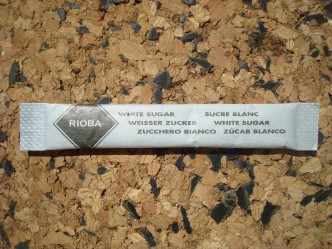 RIOBA
WHITE SUGAR SUCRE BLANC
WEISSER ZUCKER WHITE SUGAR
ZUCCHERO BIANCO ZÚCAR BLANCO